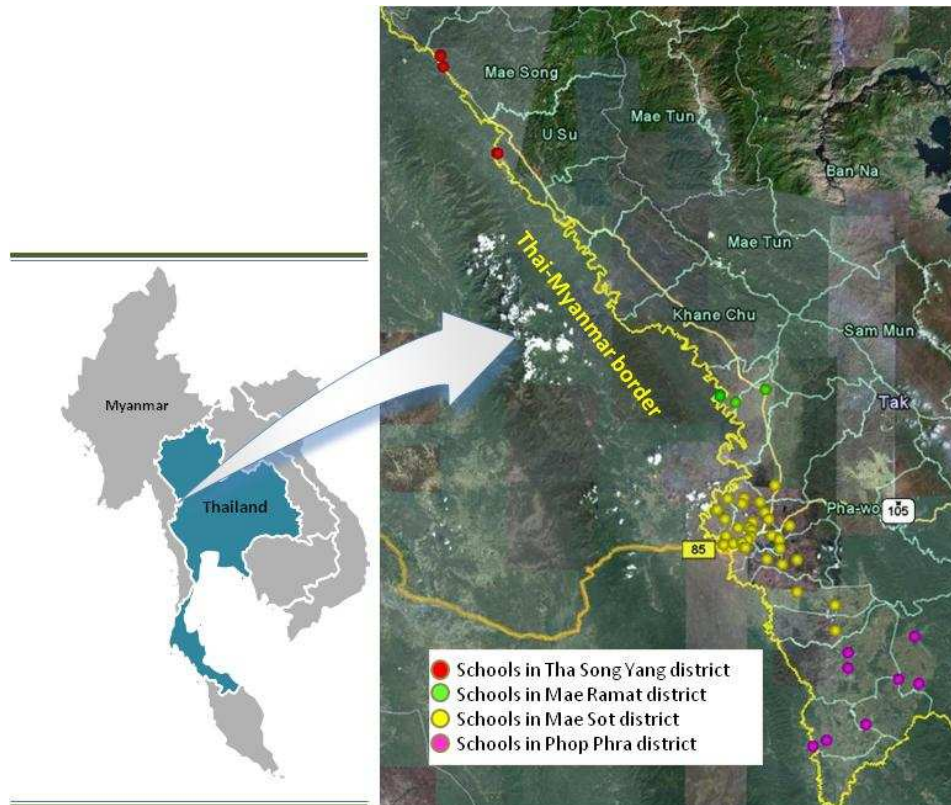 Myanmar
Thailand
Mae Song
Mae Tun
U Su
Ban Na
Mae Tun
Thai-Myanmar border
Khane Chu
Sam Mun
Tak
105
85
Schools in Tha Song Yang district
Schools in Mae Ramat district
Schools in Mae Sot district
Schools in Phop Phra district